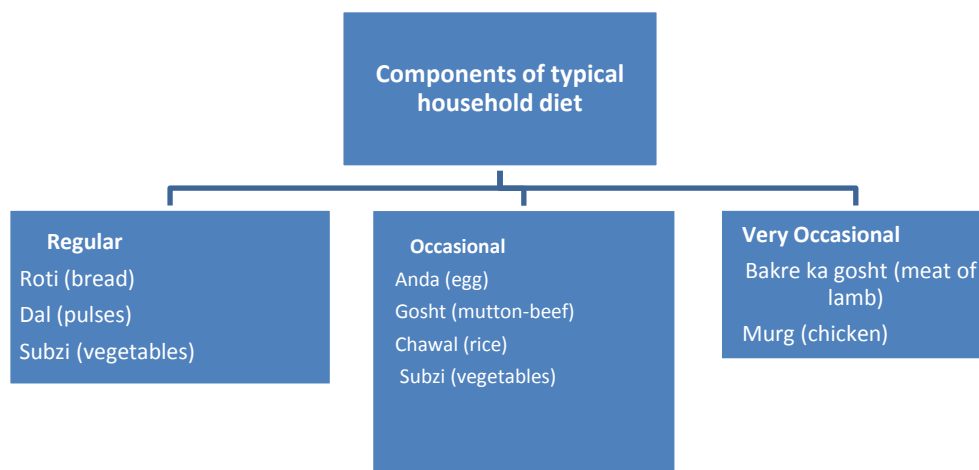 Components of typical
household diet
Regular
Roti (bread)
Dal (pulses)
Subzi (vegetables)
Occasional
Anda (egg)
Gosht (mutton-beef)
Chawal (rice)
Subzi (vegetables)
Very Occasional
Bakre ka gosht (meat of
lamb)
Murg (chicken)